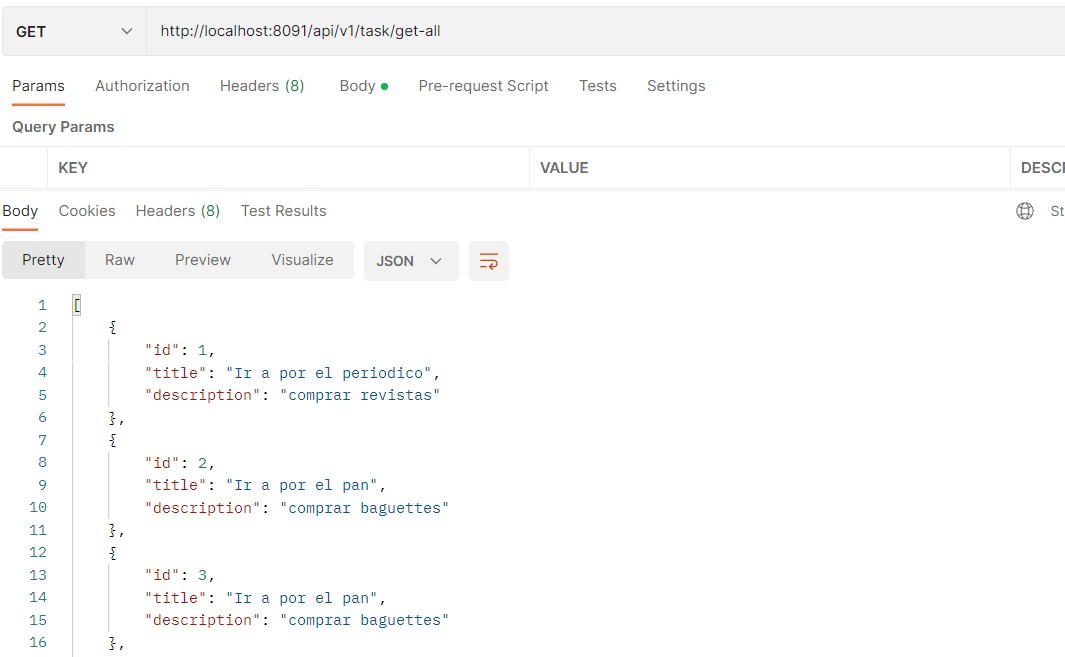 GET http://localhost:8091/api/v1/task/get-all
Params Authorization Headers (8) Body Pre-request Script Tests Settings
Query Params
KEY VALUE DESCR
Body Cookies Headers (8) Test Results St
Pretty Raw Preview Visualize JSON
1 [
2 {
3 "id": 1,
4 "title": "Ir a por el periodico",
5 "description": "comprar revistas"
6 },
7 {
8 "id": 2,
9 "title": "Ir a por el pan",
10 "description": "comprar baguettes"
11 },
12 {
13 "id": 3,
14 "title": "Ir a por el pan",
15 "description": "comprar baguettes"
16 },